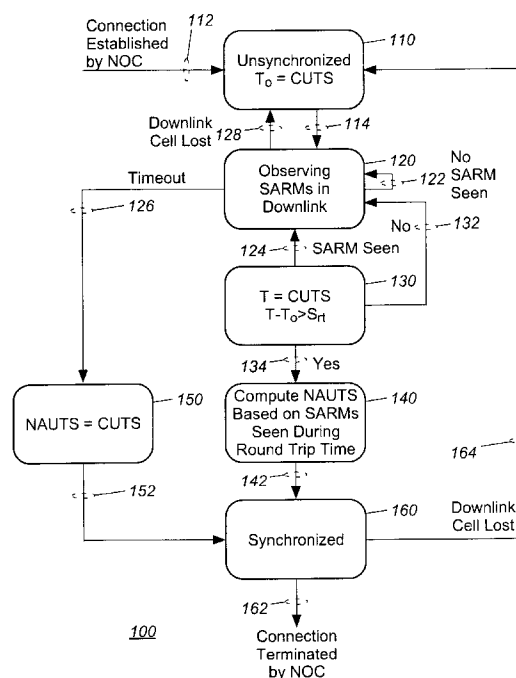 Connection
Established
by NOC
112
110
Unsynchronized
To = CUTS
Downlink
Cell Lost
128
114
120
Observing
SARMs in
Downlink
No
SARM
Seen
122
Timeout
126
No
132
124
SARM Seen
130
T = CUTS
T-To>Srt
134
Yes
150
NAUTS = CUTS
140
Compute NAUTS
Based on SARMs
Seen During
Round Trip Time
164
152
142
160
Synchronized
Downlink
Cell Lost
162
100
Connection
Terminated
by NOC